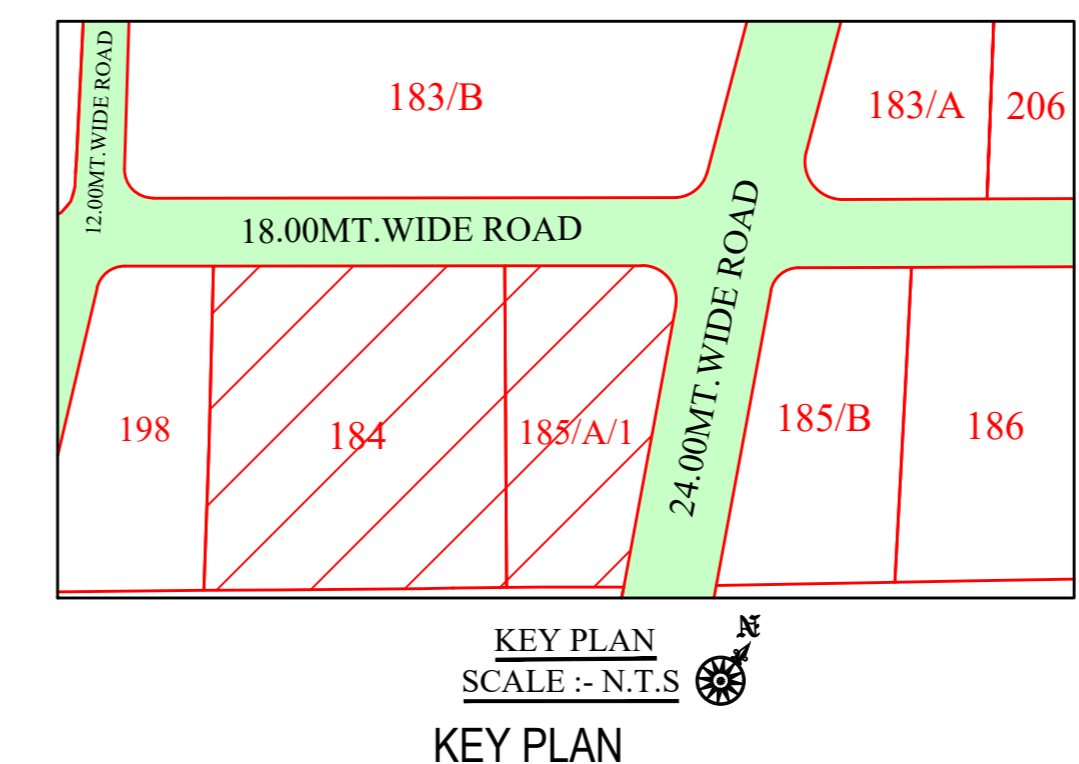 12.00MT.WIDE ROAD
183/B
183/A
206
18.00MT.WIDE ROAD
24.00MT.WIDE ROAD
198
184
185/A/1
185/B
186
N
KEY PLAN
SCALE :- N.T.S
KEY PLAN